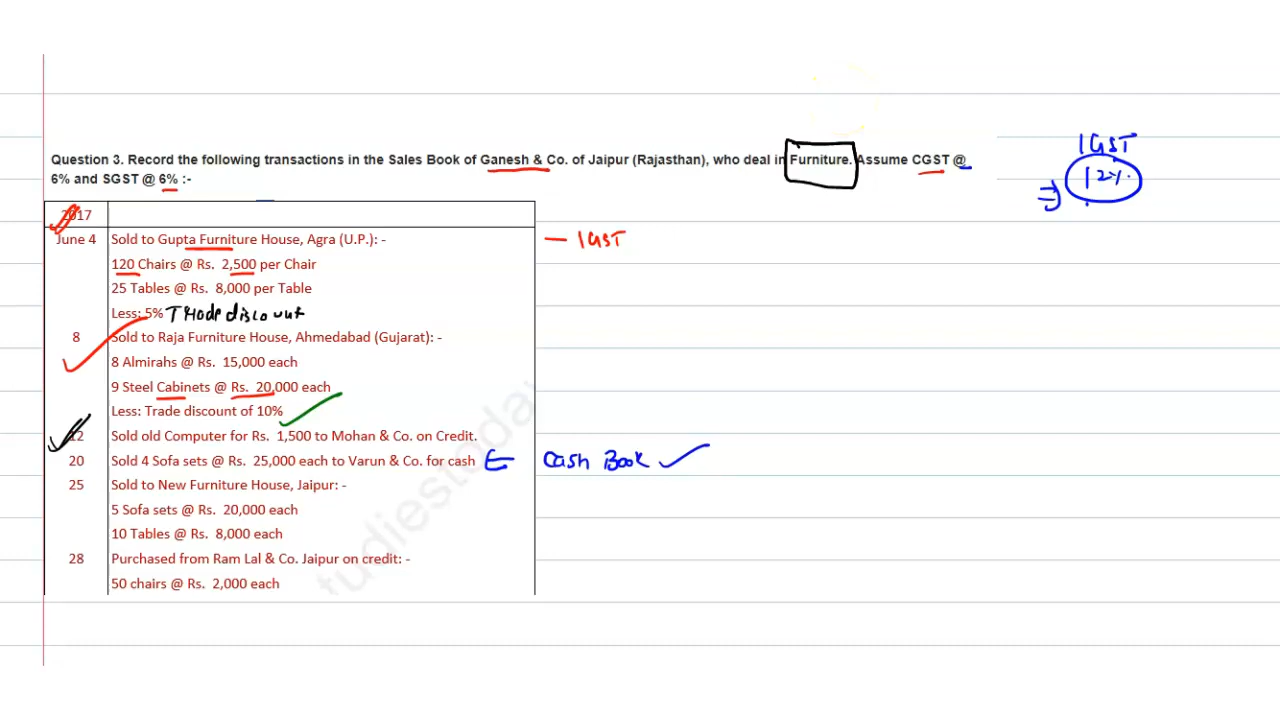 IGST
12%
Question 3. Record the following transactions in the Sales Book of Ganesh & Co. of Jaipur (Rajasthan), who deal in Furniture. Assume CGST @
6% and SGST @ 6% :-
2017
June 4 Sold to Gupta Furniture House, Agra (U.P.): - — IGST
120 Chairs @ Rs. 2,500 per Chair
25 Tables @ Rs. 8,000 per Table
Less: 5% Trade discount
8 Sold to Raja Furniture House, Ahmedabad (Gujarat): -
8 Almirahs @ Rs. 15,000 each
9 Steel Cabinets @ Rs. 20,000 each
Less: Trade discount of 10%
12 Sold old Computer for Rs. 1,500 to Mohan & Co. on Credit.
20 Sold 4 Sofa sets @ Rs. 25,000 each to Varun & Co. for cash Cash Book
25 Sold to New Furniture House, Jaipur: -
5 Sofa sets @ Rs. 20,000 each
10 Tables @ Rs. 8,000 each
28 Purchased from Ram Lal & Co. Jaipur on credit: -
50 chairs @ Rs. 2,000 each
tudiestoday